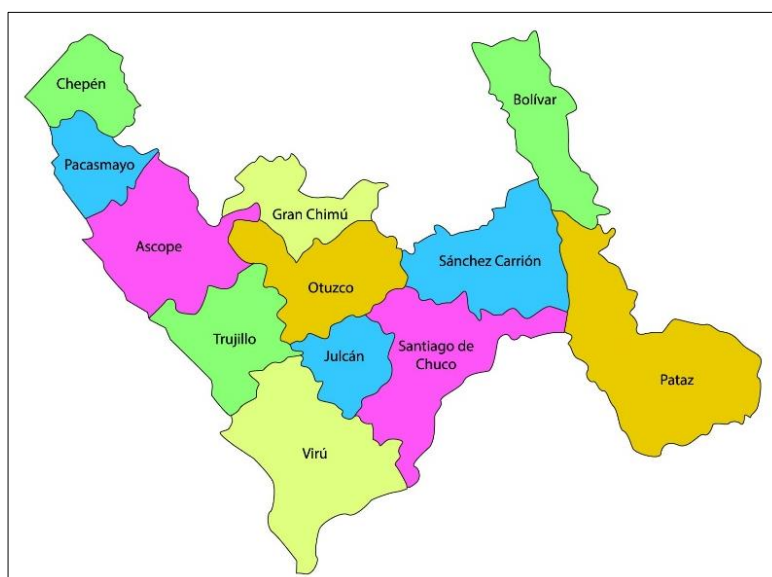 Chepén
Bolívar
Pacasmayo
Gran Chimú
Ascope
Sánchez Carrión
Otuzco
Trujillo
Julcán
Santiago de
Chuco
Pataz
Virú